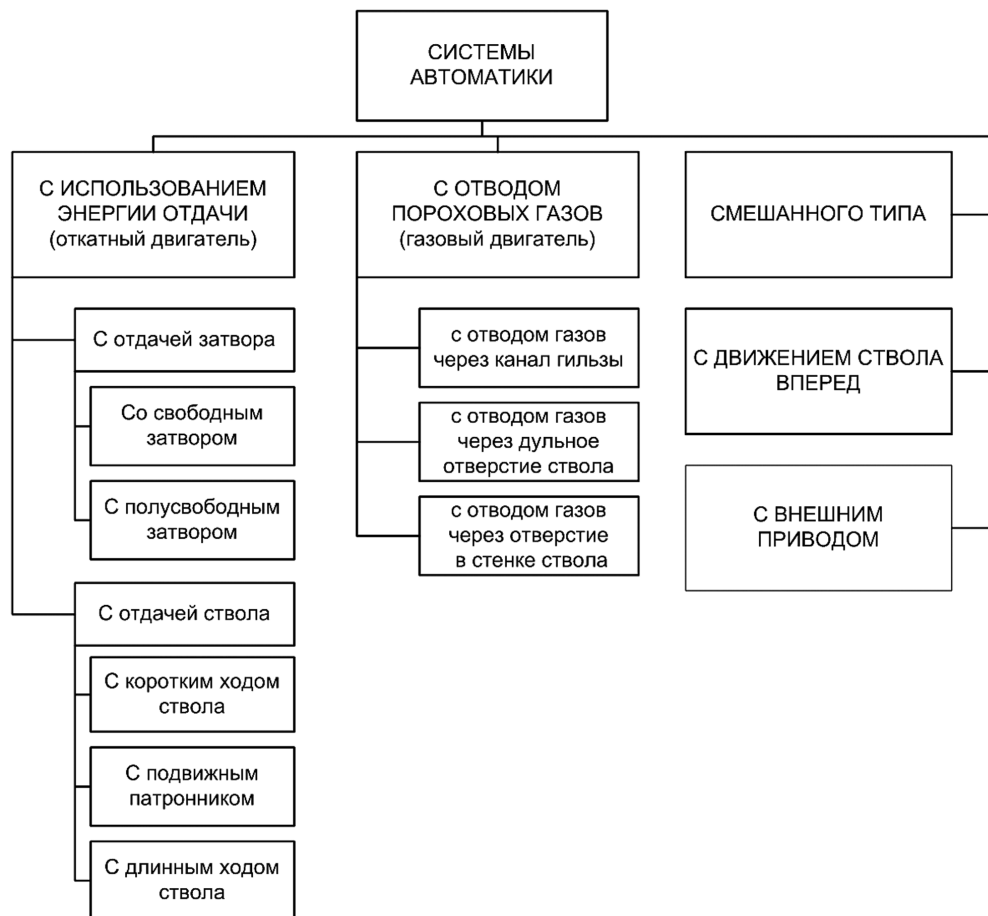 СИСТЕМЫ
АВТОМАТИКИ
С ИСПОЛЬЗОВАНИЕМ
ЭНЕРГИИ ОТДАЧИ
(откатный двигатель)
С отдачей затвора
Со свободным
затвором
С полусвободным
затвором
С отдачей ствола
С коротким ходом
ствола
С подвижным
патронником
С длинным ходом
ствола
С ОТВОДОМ
ПОРОХОВЫХ ГАЗОВ
(газовый двигатель)
с отводом газов
через канал гильзы
с отводом газов
через дульное
отверстие ствола
с отводом газов
через отверстие
в стенке ствола
СМЕШАННОГО ТИПА
С ДВИЖЕНИЕМ СТВОЛА
ВПЕРЕД
С ВНЕШНИМ
ПРИВОДОМ